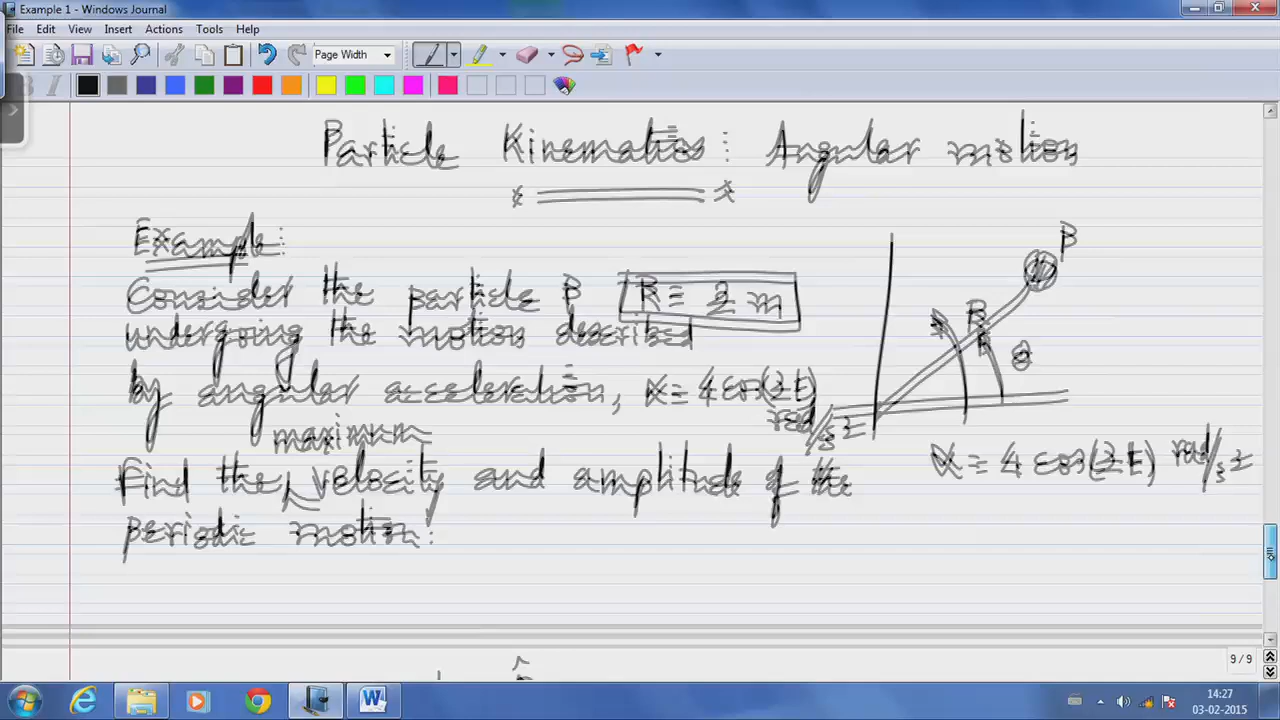 Example 1 - Windows Journal
File Edit View Insert Actions Tools Help
Page Width
Particle Kinematics : Angular motion
Example :
Consider the particle P R = 2 m
undergoing the motion described
by angular acceleration, α = 4 cos(2t)
rad/s2
maximum
Find the velocity and amplitude of the
periodic motion.
P
R
θ
α = 4 cos(2t) rad/s2
9 / 9
14:27
03-02-2015